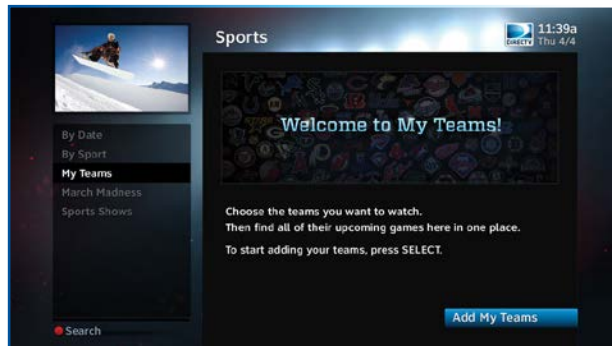 Sports
DIRECTV
11:39a
Thu 4/4
By Date
By Sport
My Teams
March Madness
Sports Shows
Search
Welcome to My Teams!
Choose the teams you want to watch.
Then find all of their upcoming games here in one place.
To start adding your teams, press SELECT.
Add My Teams